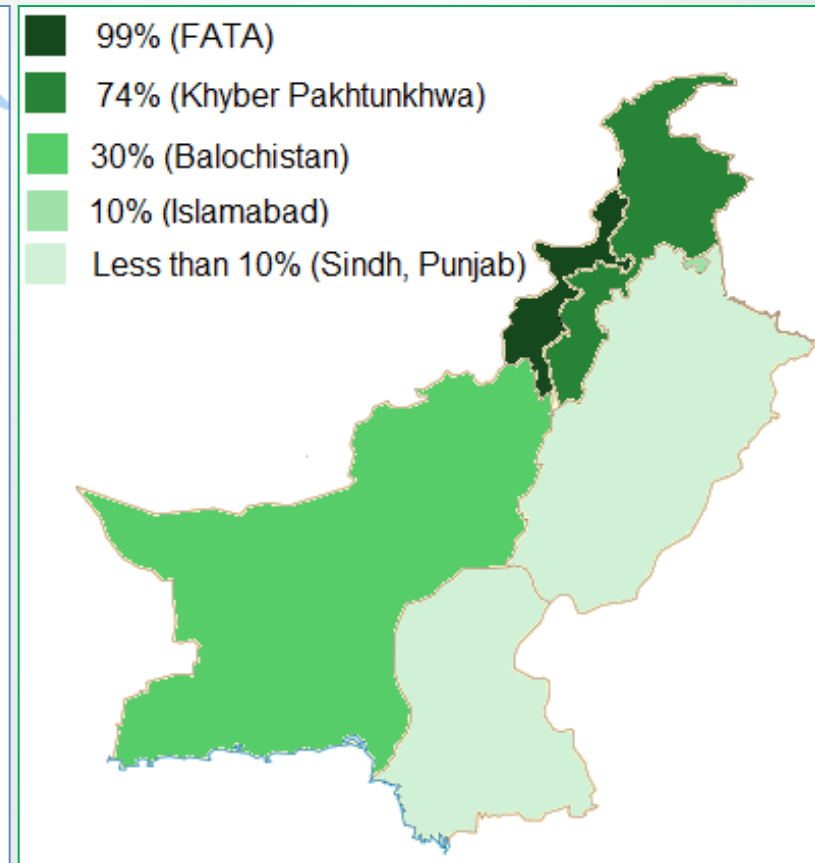 99% (FATA)
74% (Khyber Pakhtunkhwa)
30% (Balochistan)
10% (Islamabad)
Less than 10% (Sindh, Punjab)